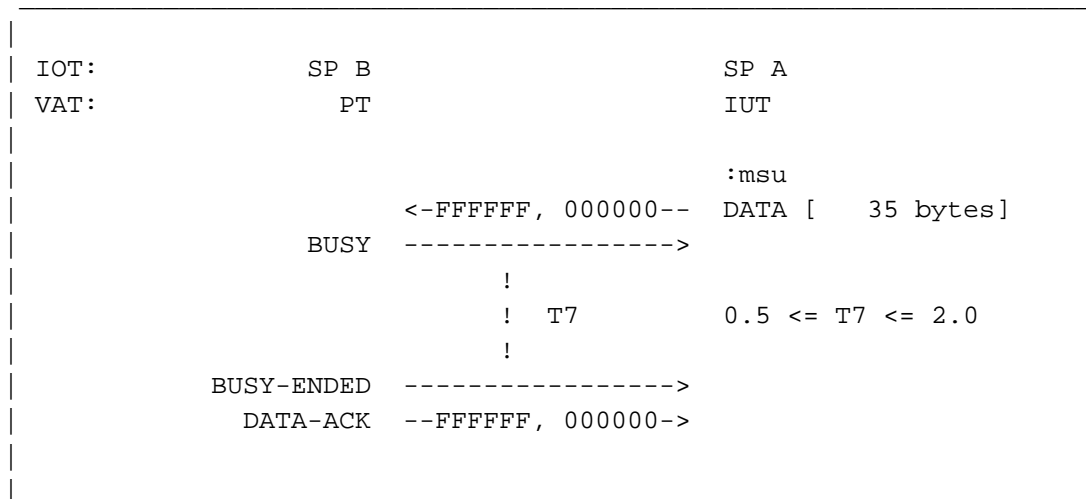 IOT: SP B SP A
VAT: PT IUT
:msu
<-FFFFFF, 000000-- DATA [ 35 bytes]
BUSY ----------------->
!
! T7 0.5 <= T7 <= 2.0
!
BUSY-ENDED ----------------->
DATA-ACK --FFFFFF, 000000->